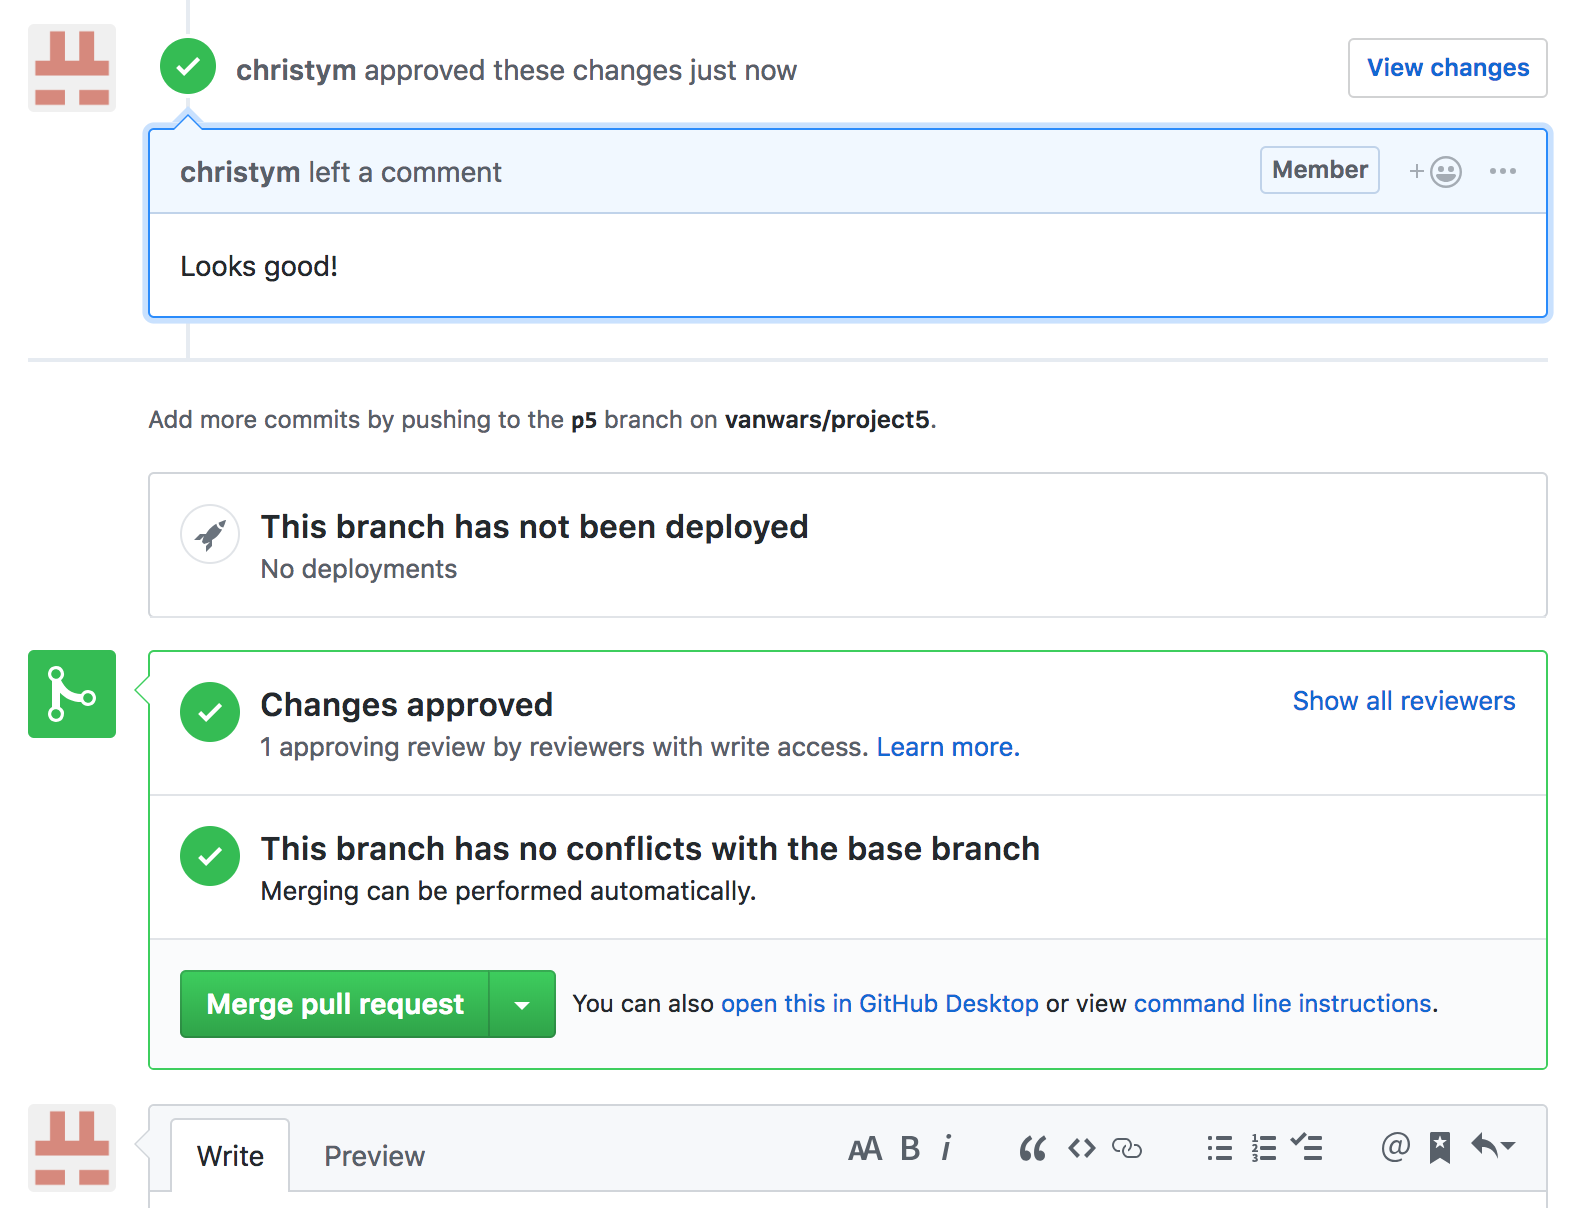 christym approved these changes just now
View changes
christym left a comment
Member
Looks good!
Add more commits by pushing to the p5 branch on vanwars/project5.
This branch has not been deployed
No deployments
Changes approved
Show all reviewers
1 approving review by reviewers with write access. Learn more.
This branch has no conflicts with the base branch
Merging can be performed automatically.
Merge pull request
You can also open this in GitHub Desktop or view command line instructions.
Write
Preview